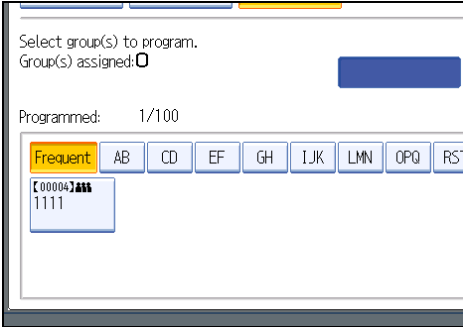 Select group(s) to program.
Group(s) assigned:0
Programmed: 1/100
Frequent AB CD EF GH IJK LMN OPQ RST
【00004】
1111